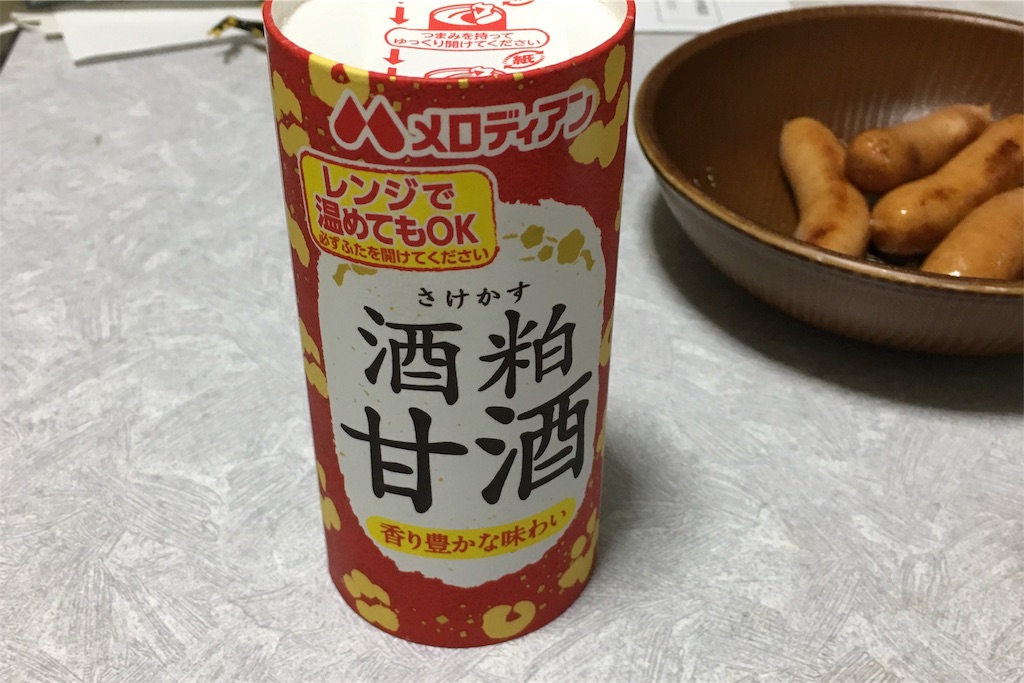 つまみを持って
ゆっくり開けてください
紙
メロディアン
レンジで
温めてもOK
必ずふたを開けてください
さけかす
酒粕
甘酒
香り豊かな味わい